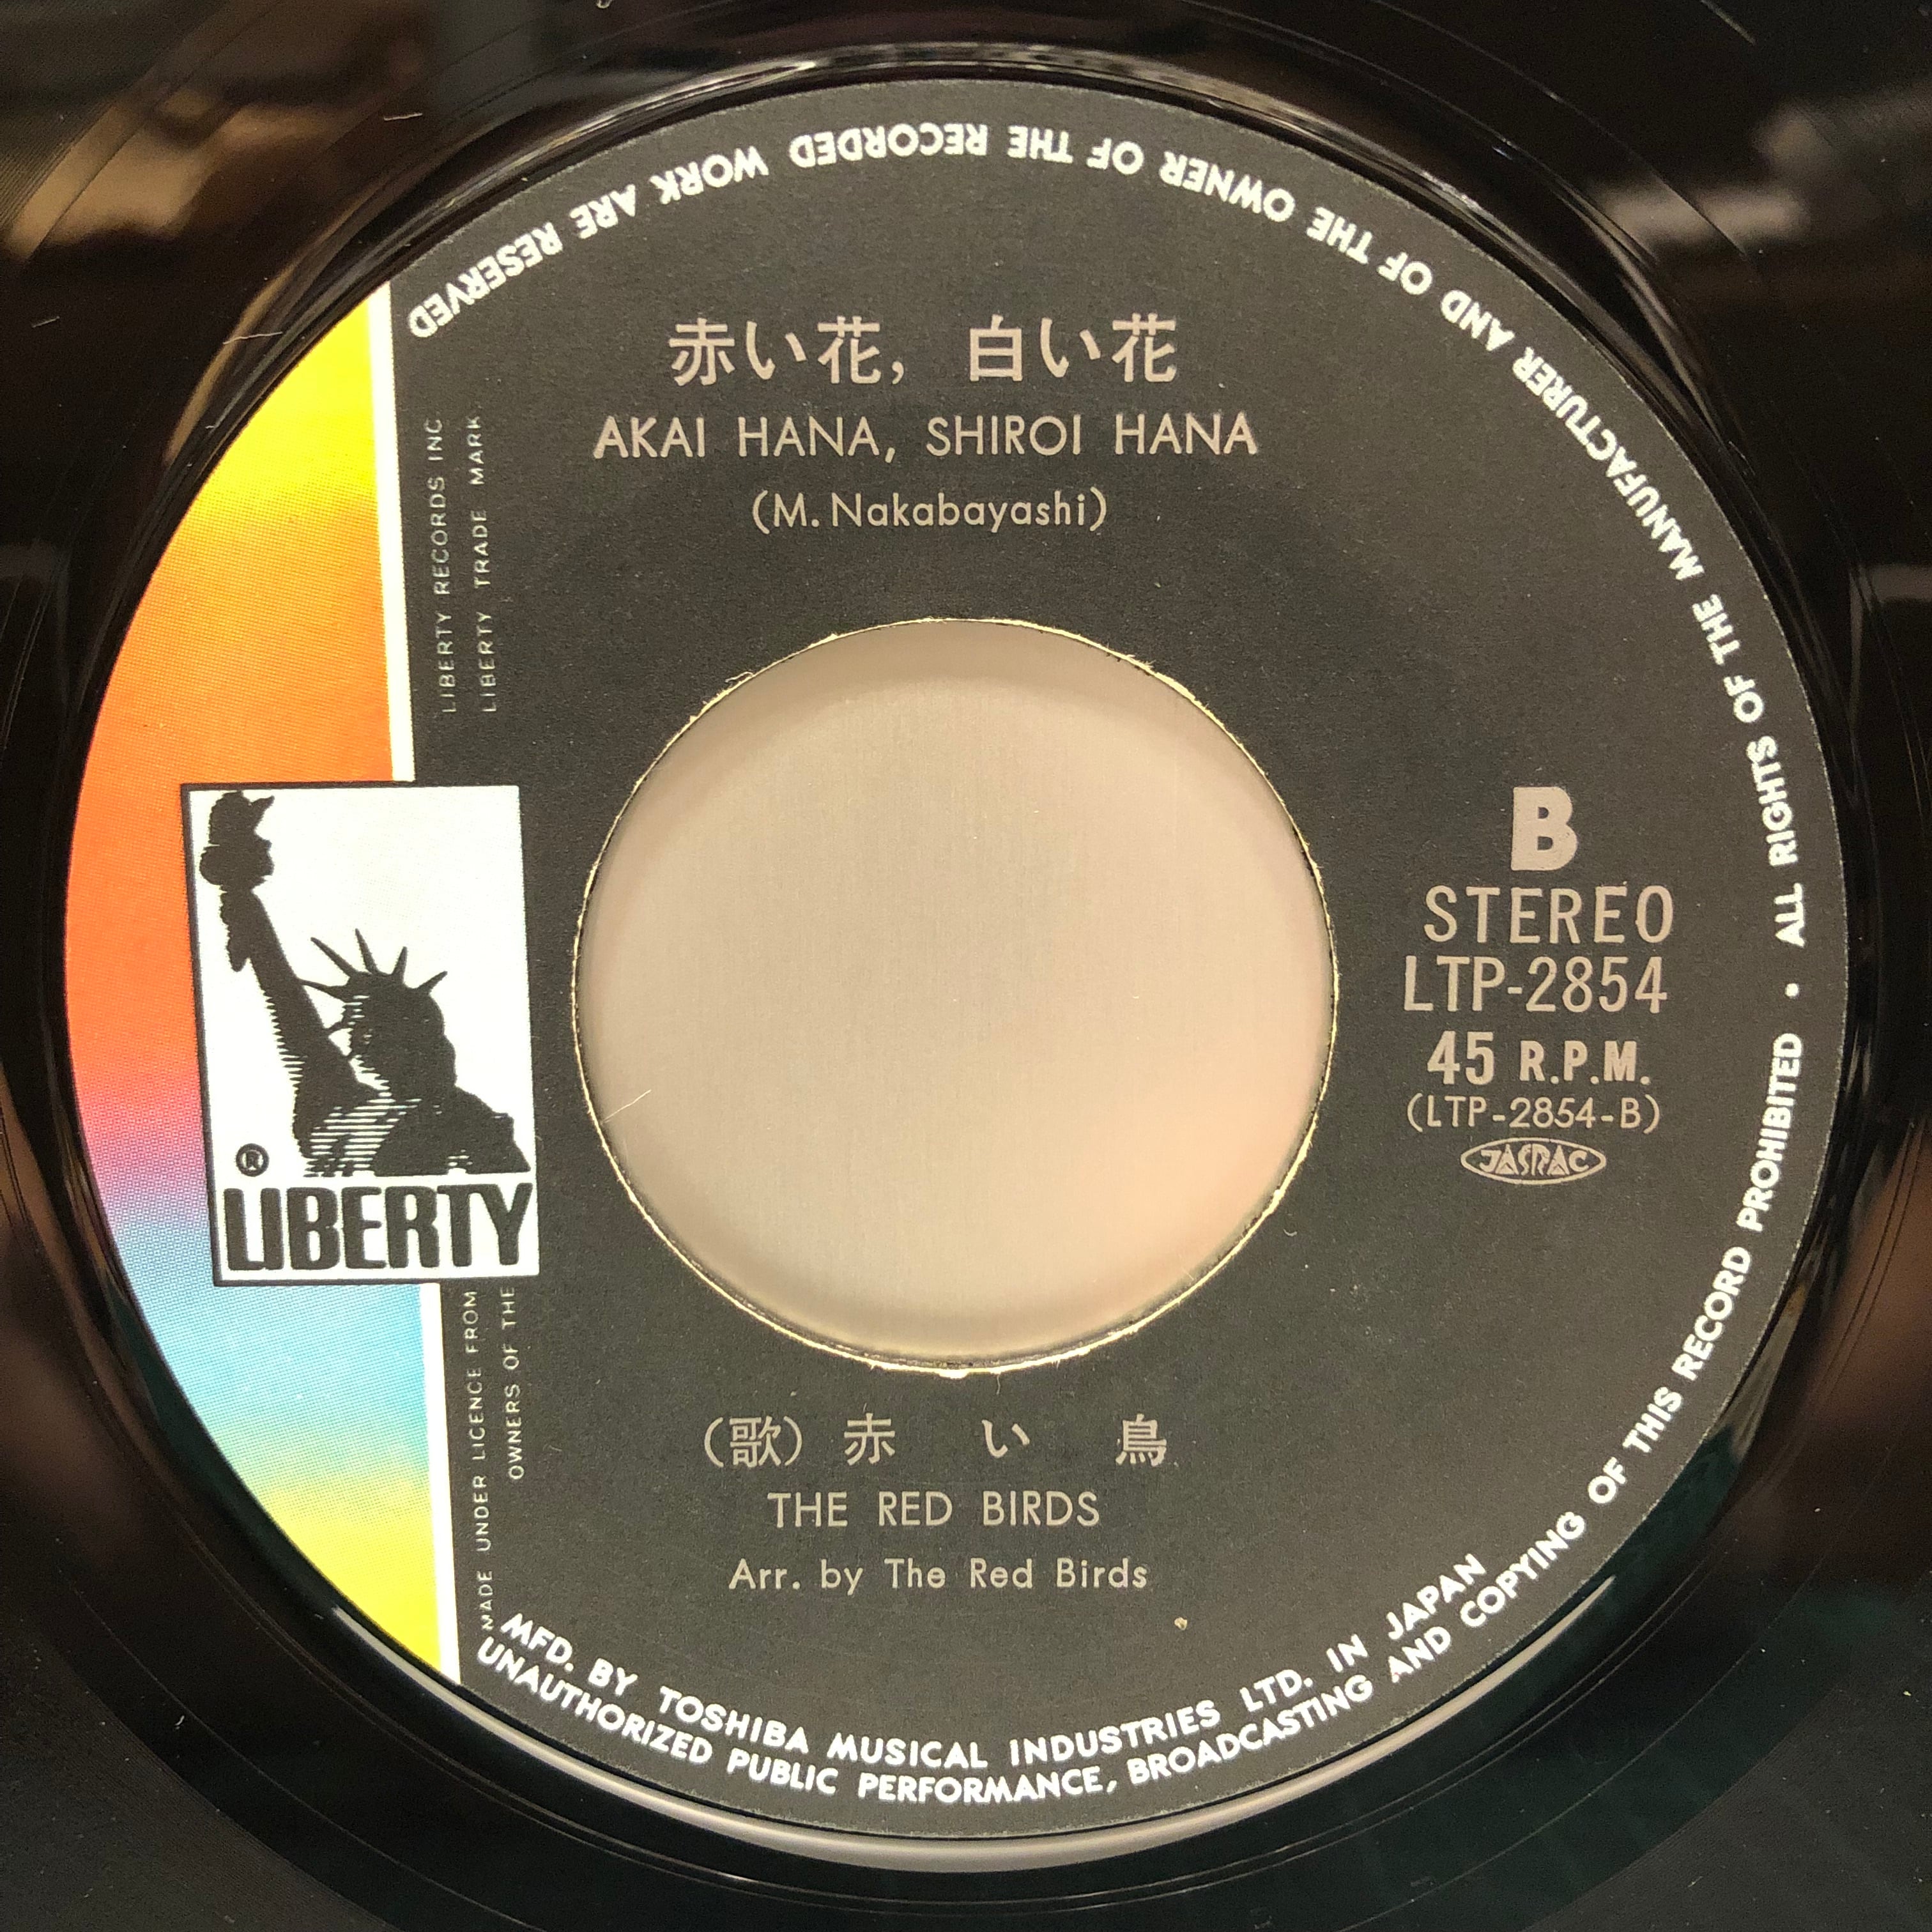 赤い花, 白い花
AKAI HANA, SHIROI HANA
(M. Nakabayashi)
LIBERTY RECORDS INC
LIBERTY TRADE MARK
®
LIBERTY
MADE UNDER LICENCE FROM
OWNERS OF THE
B
STEREO
LTP-2854
45 R.P.M.
(LTP-2854-B)
JASRAC
(歌) 赤い鳥
THE RED BIRDS
Arr. by The Red Birds
MFD. BY TOSHIBA MUSICAL INDUSTRIES LTD. IN JAPAN
UNAUTHORIZED PUBLIC PERFORMANCE, BROADCASTING AND COPYING OF THIS RECORD PROHIBITED • ALL RIGHTS OF THE MANUFACTURER AND OF THE OWNER OF THE RECORDED WORK ARE RESERVED